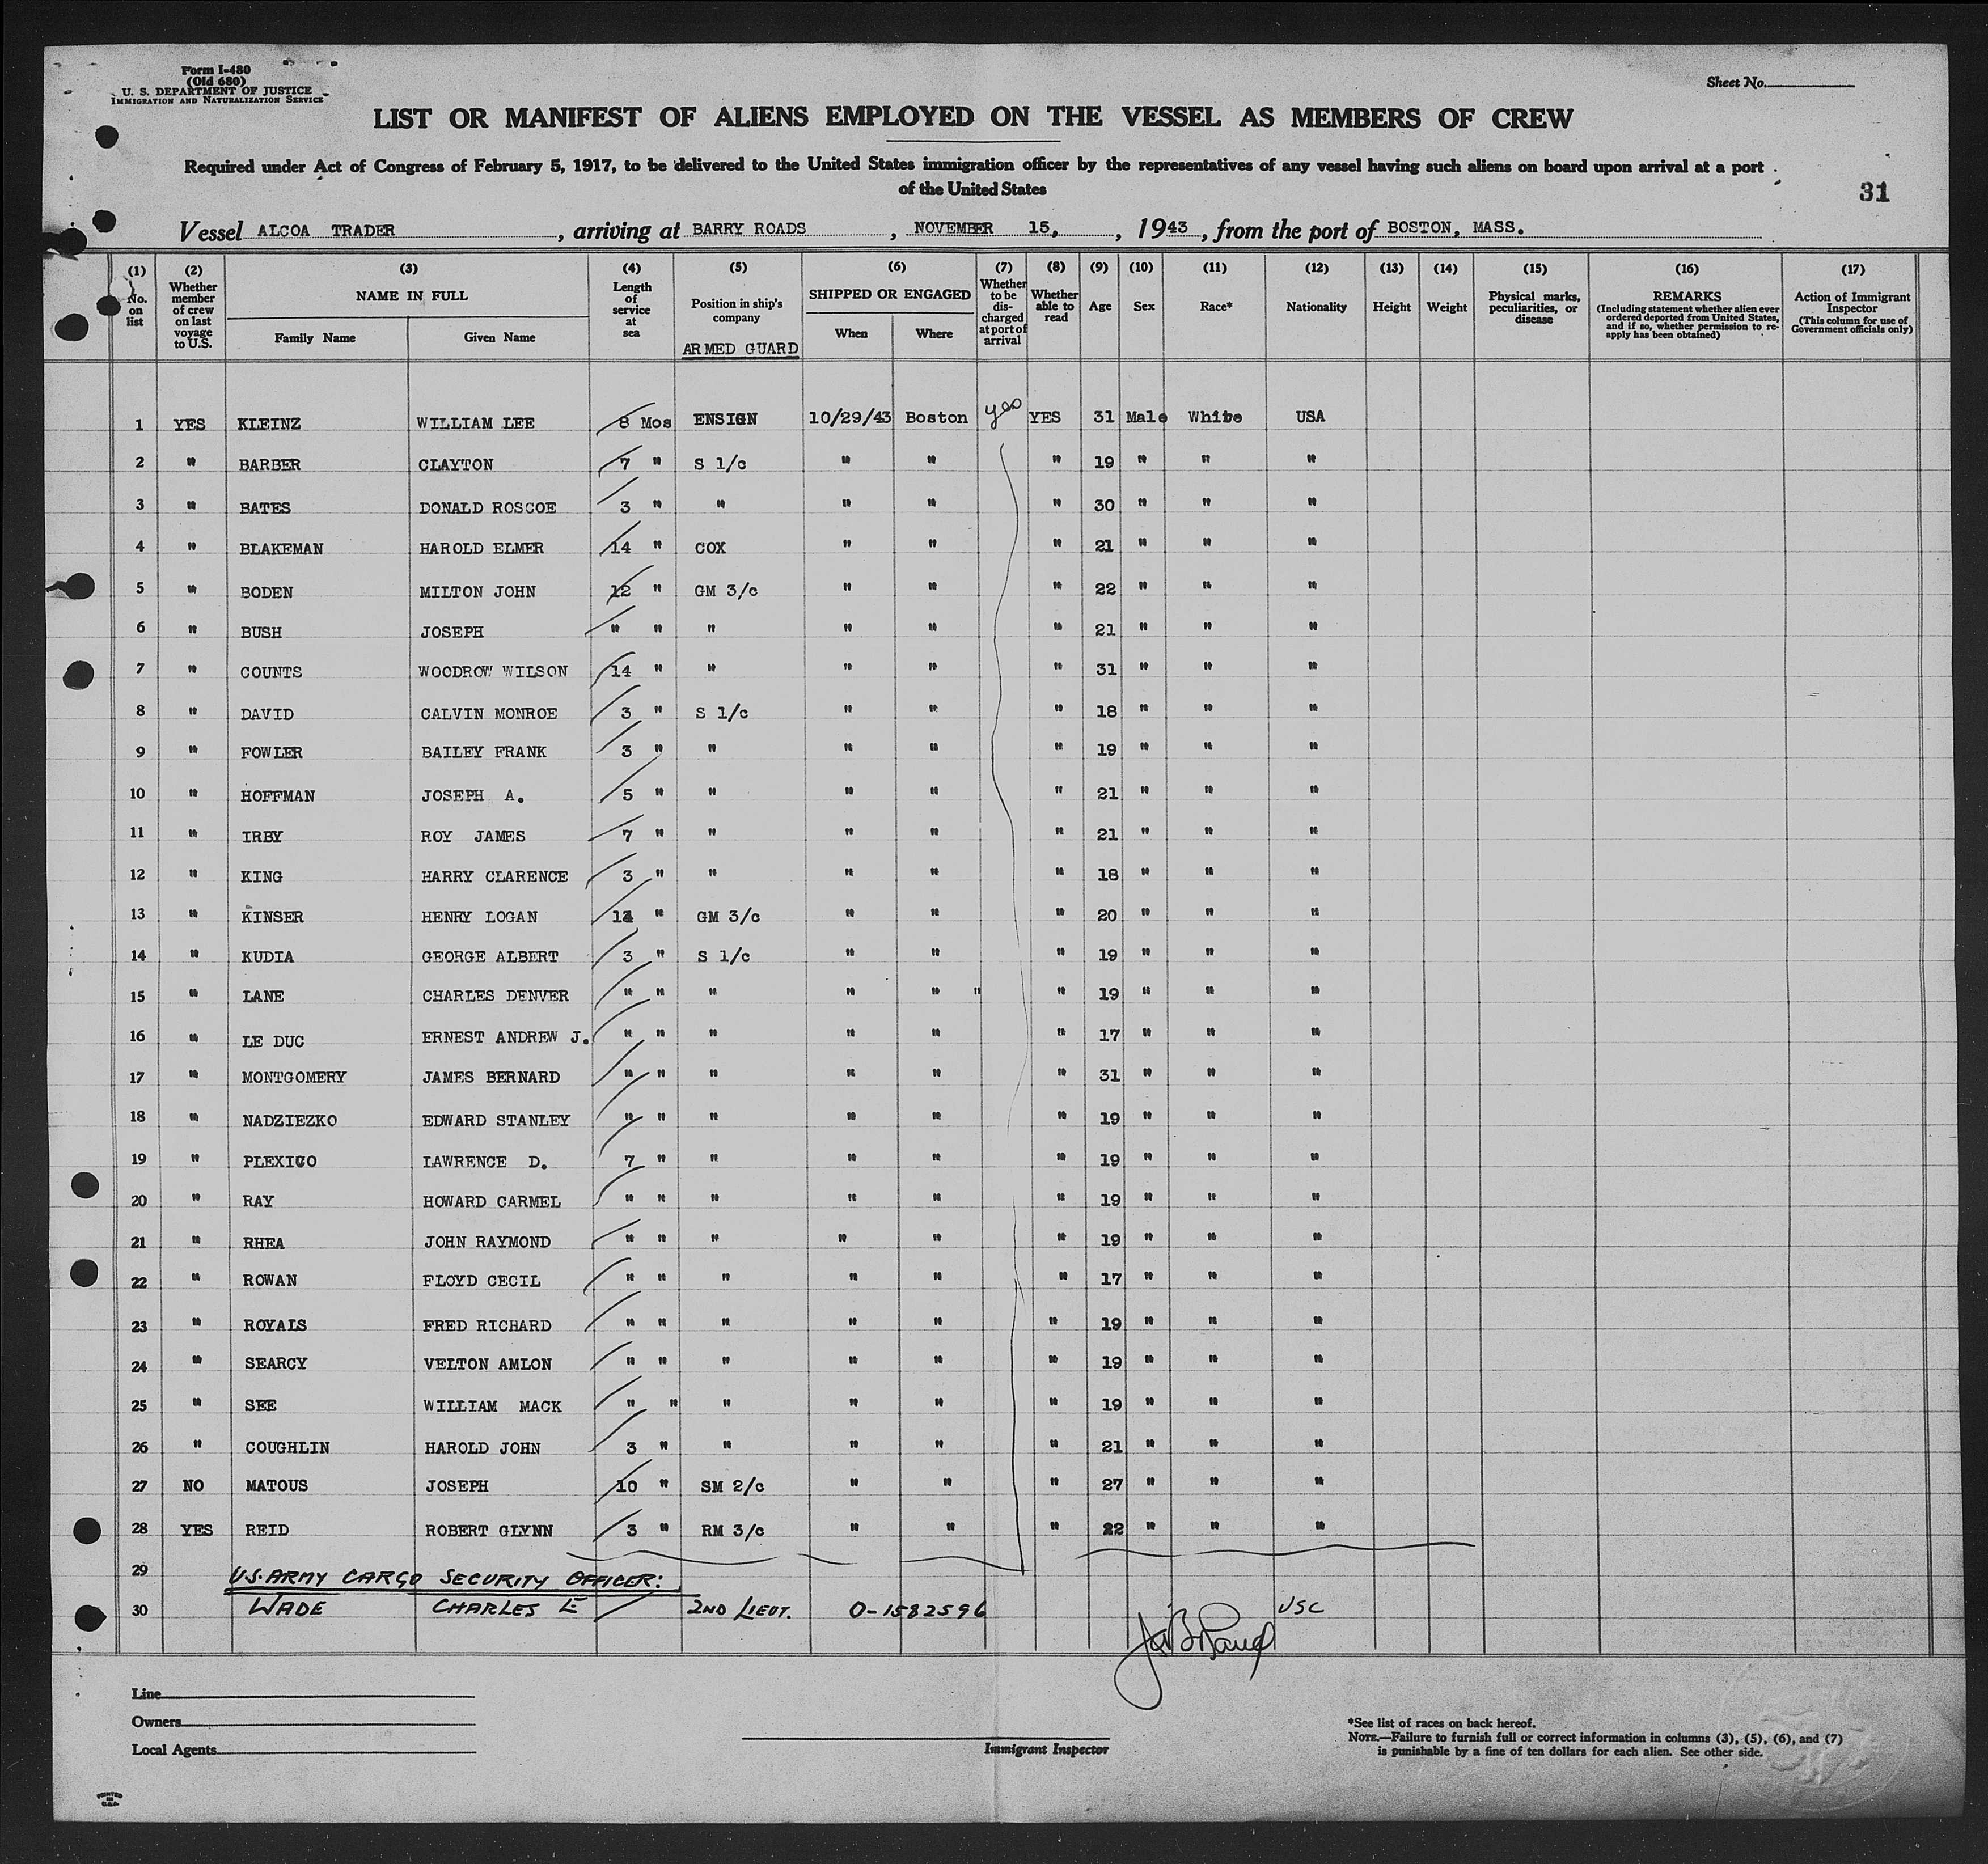 Form I-480
(Old 680)
U. S. DEPARTMENT OF JUSTICE
IMMIGRATION AND NATURALIZATION SERVICE
Sheet No.
LIST OR MANIFEST OF ALIENS EMPLOYED ON THE VESSEL AS MEMBERS OF CREW
Required under Act of Congress of February 5, 1917, to be delivered to the United States immigration officer by the representatives of any vessel having such aliens on board upon arrival at a port
of the United States
31
Vessel ALCOA TRADER, arriving at BARRY ROADS, NOVEMBER 15, , 1943, from the port of BOSTON, MASS.
(1) No. on list (2) Whether member of crew on last voyage to U.S. (3) NAME IN FULL Family Name Given Name (4) Length of service at sea (5) Position in ship's company ARMED GUARD (6) SHIPPED OR ENGAGED When Where (7) Whether to be discharged at port of arrival (8) Whether able to read (9) Age (10) Sex (11) Race* (12) Nationality (13) Height (14) Weight (15) Physical marks, peculiarities, or disease (16) REMARKS (Including statement whether alien ever ordered deported from United States, and if so, whether permission to reapply has been obtained) (17) Action of Immigrant Inspector (This column for use of Government officials only)
1 YES KLEINZ WILLIAM LEE 8 Mos ENSIGN 10/29/43 Boston yes YES 31 Male White USA
2 " BARBER CLAYTON 7 " S 1/c " " " 19 " " "
3 " BATES DONALD ROSCOE 3 " " " " " 30 " " "
4 " BLAKEMAN HAROLD ELMER 14 " COX " " " 21 " " "
5 " BODEN MILTON JOHN 12 " GM 3/c " " " 22 " " "
6 " BUSH JOSEPH " " " " " " 21 " " "
7 " COUNTS WOODROW WILSON 14 " " " " " 31 " " "
8 " DAVID CALVIN MONROE 3 " S 1/c " " " 18 " " "
9 " FOWLER BAILEY FRANK 3 " " " " " 19 " " "
10 " HOFFMAN JOSEPH A. 5 " " " " " 21 " " "
11 " IRBY ROY JAMES 7 " " " " " 21 " " "
12 " KING HARRY CLARENCE 3 " " " " " 18 " " "
13 " KINSER HENRY LOGAN " GM 3/c " " " 20 " " "
14 " KUDIA GEORGE ALBERT 3 " S 1/c " " " 19 " " "
15 " LANE CHARLES DENVER " " " " " " " 19 " " "
16 " LE DUC ERNEST ANDREW J. " " " " " " 17 " " "
17 " MONTGOMERY JAMES BERNARD " " " " " " 31 " " "
18 " NADZIEZKO EDWARD STANLEY " " " " " " 19 " " "
19 " PLEXICO LAWRENCE D. 7 " " " " " 19 " " "
20 " RAY HOWARD CARMEL " " " " " " 19 " " "
21 " RHEA JOHN RAYMOND " " " " " " 19 " " "
22 " ROWAN FLOYD CECIL " " " " " " 17 " " "
23 " ROYALS FRED RICHARD " " " " " " 19 " " "
24 " SEARCY VELTON AMLON " " " " " " 19 " " "
25 " SEE WILLIAM MACK " " " " " " 19 " " "
26 " COUGHLIN HAROLD JOHN 3 " " " " " 21 " " "
27 NO MATOUS JOSEPH 10 " SM 2/c " " " 27 " " "
28 YES REID ROBERT GLYNN 3 " RM 3/c " " " 22 " " "
29 U.S. ARMY CARGO SECURITY OFFICER:
30 WADE CHARLES E 2ND LIEUT. O-1582596 USC
Line
Owners
Local Agents
Immigrant Inspector
*See list of races on back hereof.
NOTE.—Failure to furnish full or correct information in columns (3), (5), (6), and (7)
is punishable by a fine of ten dollars for each alien. See other side.
PRINTED
IN
U.S.A.